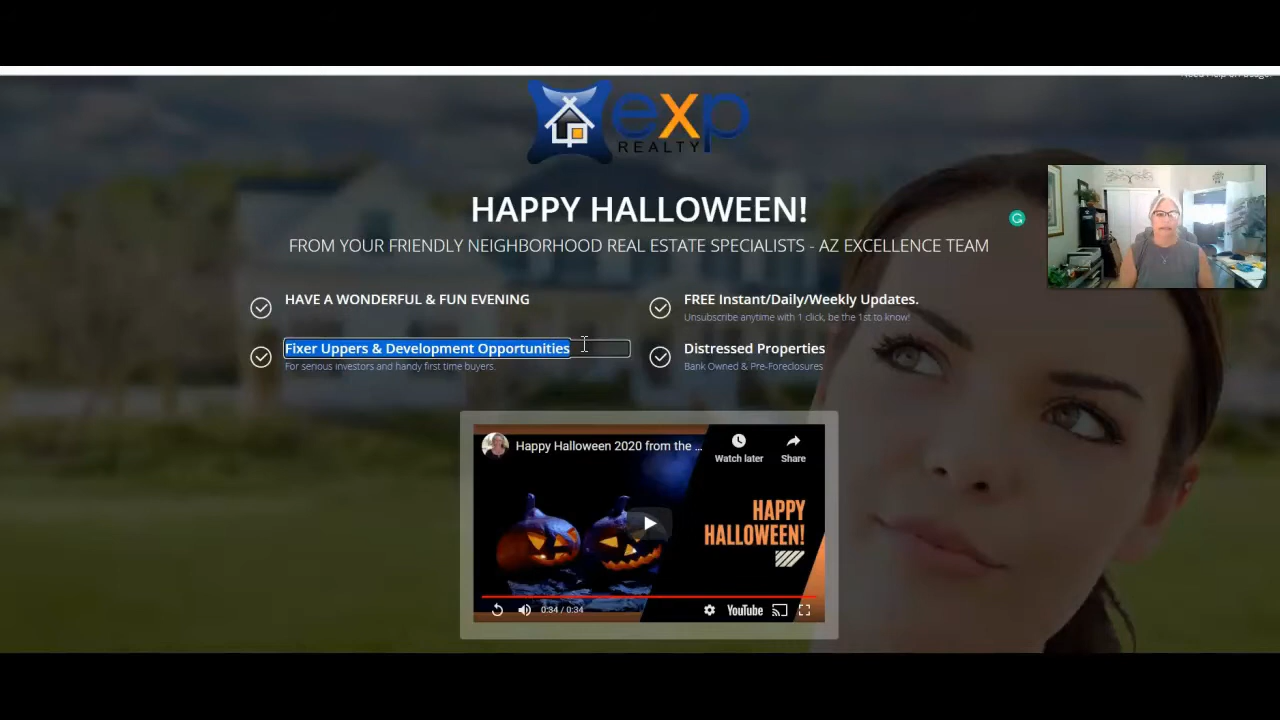 exp
REALTY
HAPPY HALLOWEEN!
FROM YOUR FRIENDLY NEIGHBORHOOD REAL ESTATE SPECIALISTS - AZ EXCELLENCE TEAM
HAVE A WONDERFUL & FUN EVENING
FREE Instant/Daily/Weekly Updates.
Unsubscribe anytime with 1 click, be the 1st to know!
Fixer Uppers & Development Opportunities
For serious investors and handy first time buyers.
Distressed Properties
Bank Owned & Pre-Foreclosures
Happy Halloween 2020 from the ...
Watch later
Share
HAPPY
HALLOWEEN!
0:34 / 0:34
YouTube